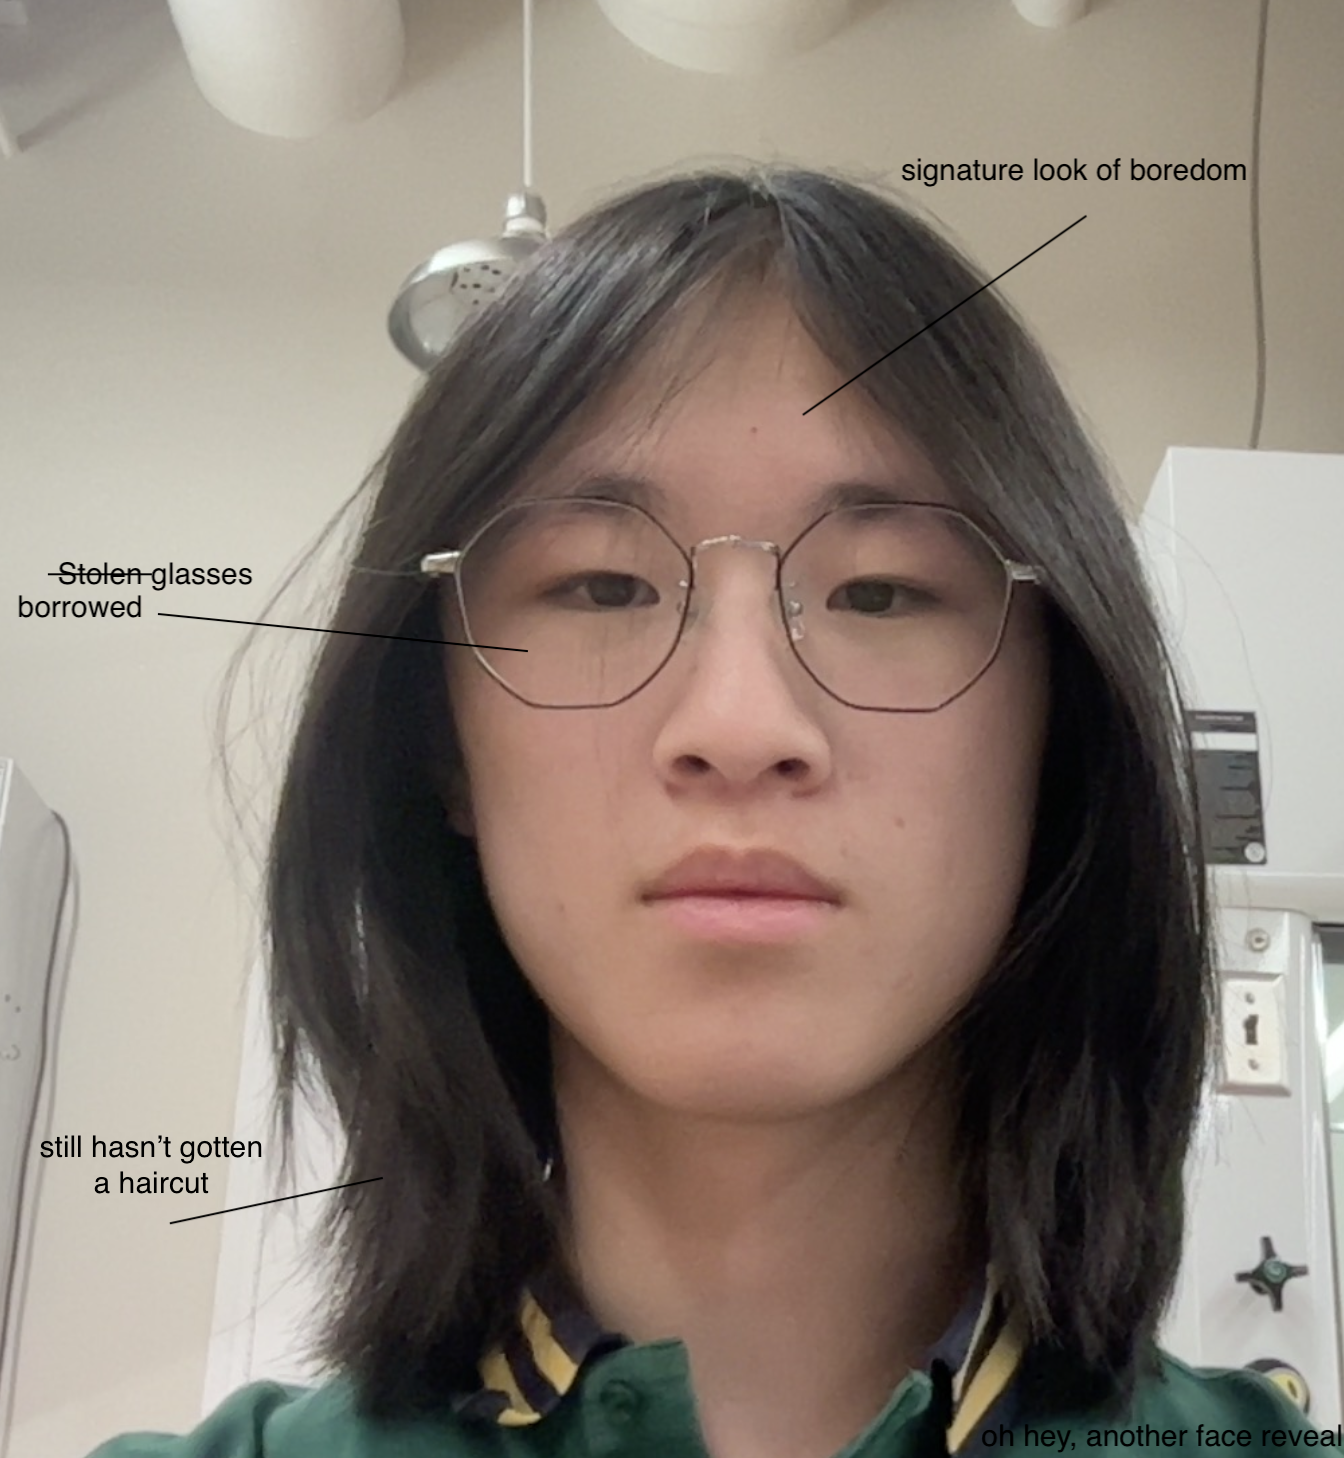 signature look of boredom
Stolen glasses
borrowed
still hasn’t gotten
a haircut
oh hey, another face reveal